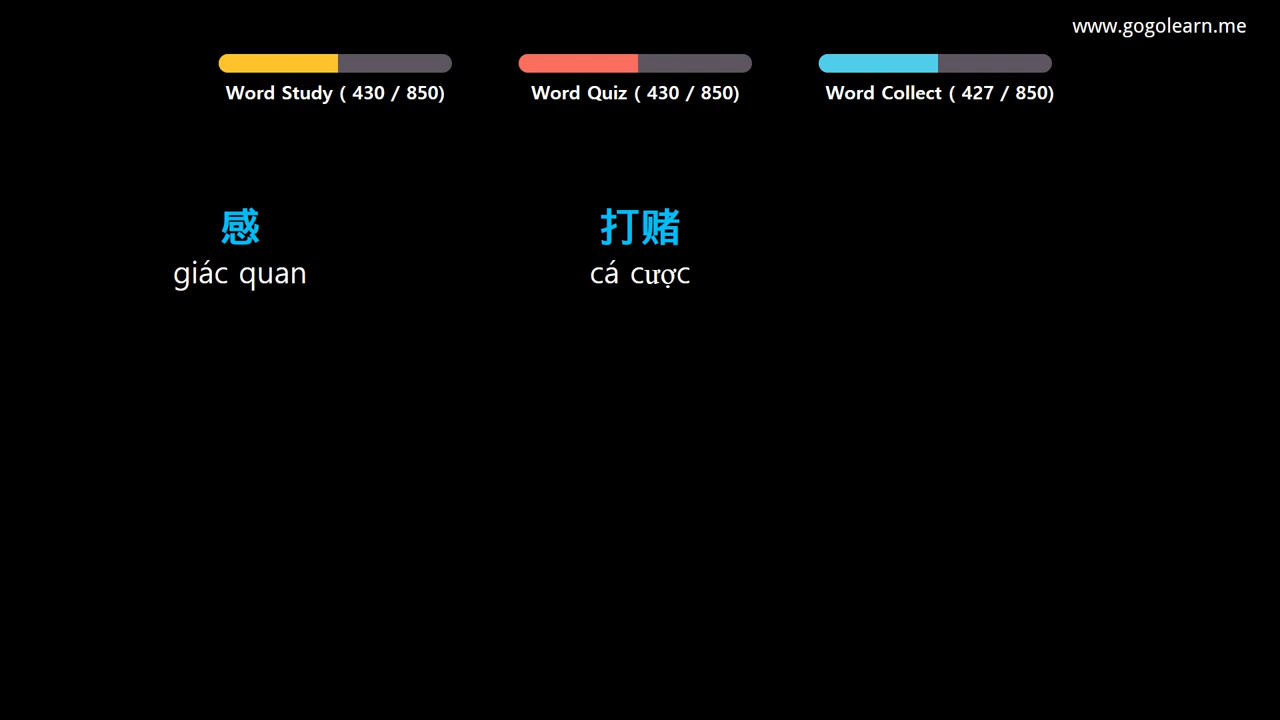 www.gogolearn.me
Word Study ( 430 / 850)
Word Quiz ( 430 / 850)
Word Collect ( 427 / 850)
感
giác quan
打赌
cá cược